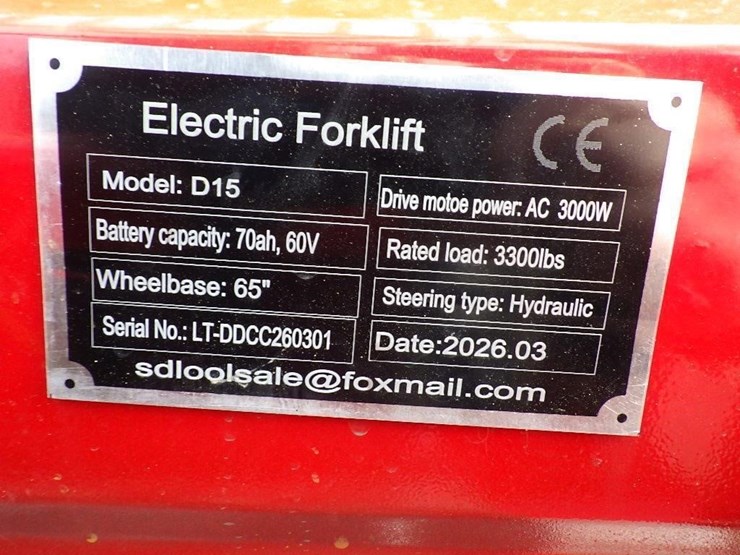 Electric Forklift
CE
Model: D15
Drive motoe power: AC 3000W
Battery capacity: 70ah, 60V
Rated load: 3300lbs
Wheelbase: 65"
Steering type: Hydraulic
Serial No.: LT-DDCC260301
Date:2026.03
sdloolsale@foxmail.com